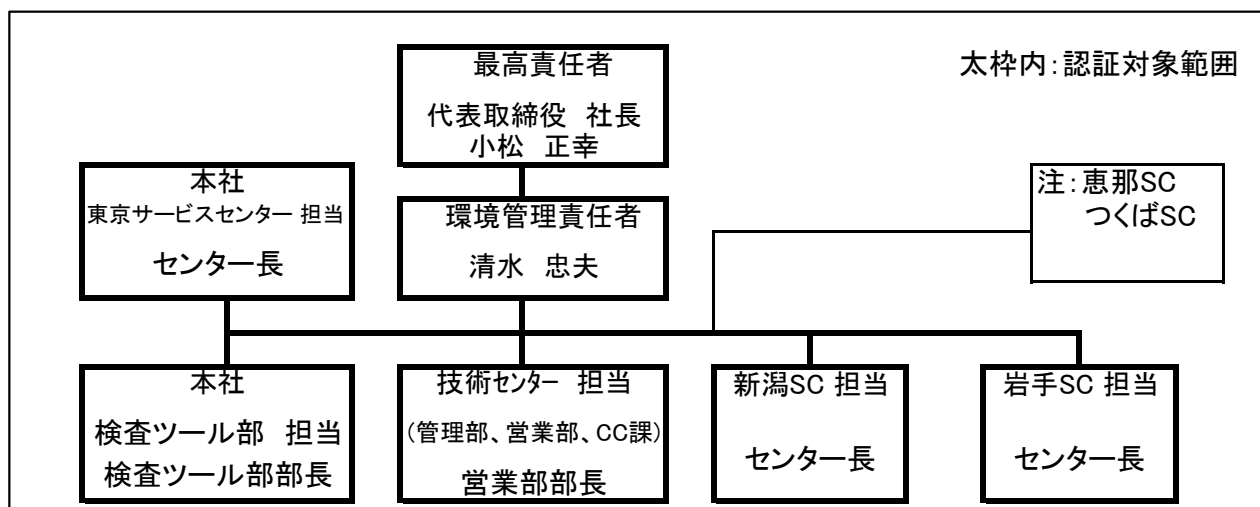 最高責任者
代表取締役 社長
小松 正幸
太枠内:認証対象範囲
本社
東京サービスセンター 担当
センター長
環境管理責任者
清水 忠夫
注:恵那SC
つくばSC
本社
検査ツール部 担当
検査ツール部部長
技術センター 担当
(管理部、営業部、CC課)
営業部部長
新潟SC 担当
センター長
岩手SC 担当
センター長